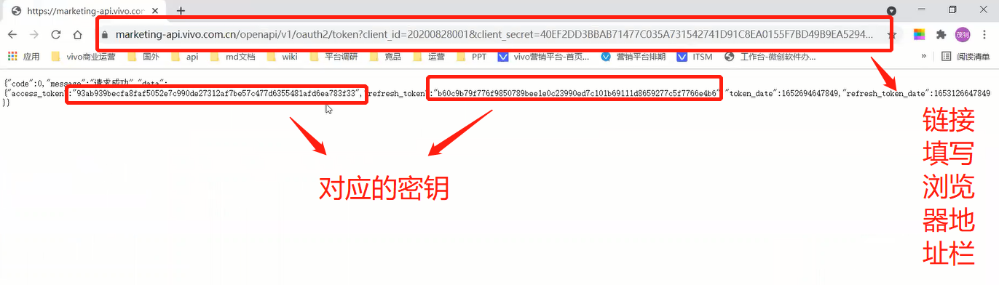 https://marketing-api.vivo.com
marketing-api.vivo.com.cn/openapi/v1/oauth2/token?client_id=20200828001&client_secret=40EF2DD3BBAB71477C035A731542741D91C8EA0155F7BD49B9EA5294...
茂钊
应用 vivo商业运营 国外 api md文档 wiki 平台调研 竞品 运营 PPT vivo营销平台-首页... 营销平台排期 ITSM 工作台-微创软件办... » 阅读清单
{"code":0,"message":"请求成功","data":
{"access_token":"93ab939becfa8faf5052e7c990de27312af7be57c477d6355481afd6ea783f33","refresh_token":"b60c9b79f776f9850789bee1e0c23990ed7c101b69111d8659277c5f7766e4b6","token_date":1652694647849,"refresh_token_date":1653126647849
}}
对应的密钥
链接
填写
浏览
器地
址栏